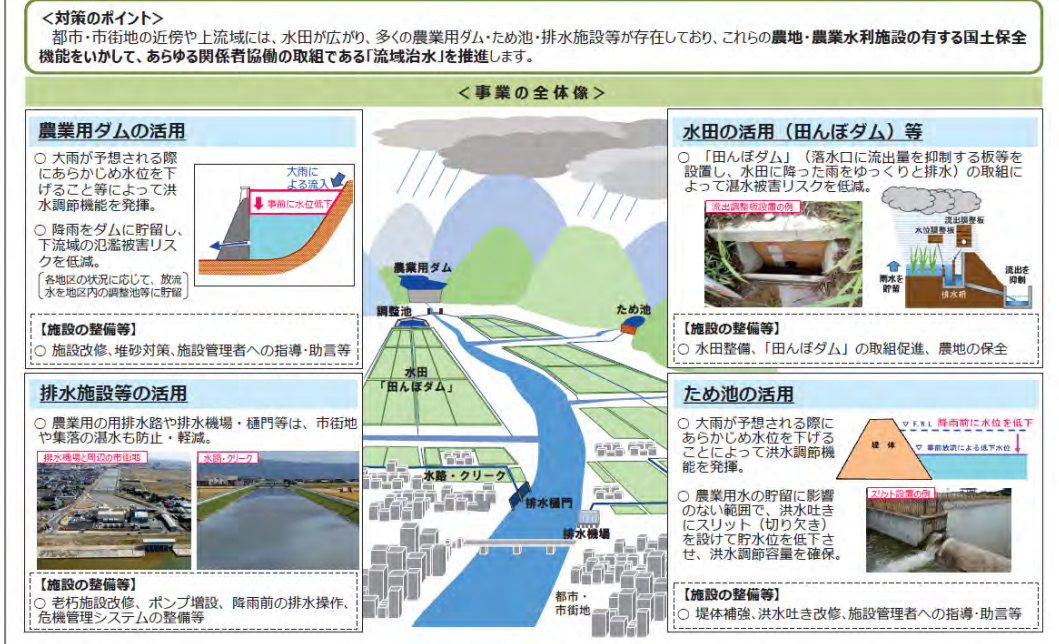 ＜対策のポイント＞
都市・市街地の近傍や上流域には、水田が広がり、多くの農業用ダム・ため池・排水施設等が存在しており、これらの農地・農業水利施設の有する国土保全
機能をいかして、あらゆる関係者協働の取組である「流域治水」を推進します。
＜事業の全体像＞
農業用ダムの活用
○ 大雨が予想される際
にあらかじめ水位を下
げること等によって洪
水調節機能を発揮。
○ 降雨をダムに貯留し、
下流域の氾濫被害リス
クを低減。
各地区の状況に応じて、放流
水を地区内の調整池等に貯留
大雨に
よる流入
事前に水位低下
【施設の整備等】
○ 施設改修、堆砂対策、施設管理者への指導・助言等
排水施設等の活用
○ 農業用の用排水路や排水機場・樋門等は、市街地
や集落の湛水も防止・軽減。
排水機場と周辺の市街地
水路・クリーク
【施設の整備等】
○ 老朽施設改修、ポンプ増設、降雨前の排水操作、
危機管理システムの整備等
農業用ダム
調整池
ため池
水田
「田んぼダム」
水路・クリーク
排水樋門
排水機場
都市・
市街地
水田の活用（田んぼダム）等
○ 「田んぼダム」（落水口に流出量を抑制する板等を
設置し、水田に降った雨をゆっくりと排水）の取組に
よって湛水被害リスクを低減。
流出調整板設置の例
流出調整板
水位調整板
雨水を
貯留
排水桝
流出を
抑制
【施設の整備等】
○ 水田整備、「田んぼダム」の取組促進、農地の保全
ため池の活用
○ 大雨が予想される際に
あらかじめ水位を下げる
ことによって洪水調節機
能を発揮。
○ 農業用水の貯留に影響
のない範囲で、洪水吐き
にスリット（切り欠き）
を設けて貯水位を低下さ
せ、洪水調節容量を確保。
▽ F.W.L 降雨前に水位を低下
堤 体
▽ 事前放流による低下水位
スリット設置の例
【施設の整備等】
○ 堤体補強、洪水吐き改修、施設管理者への指導・助言等